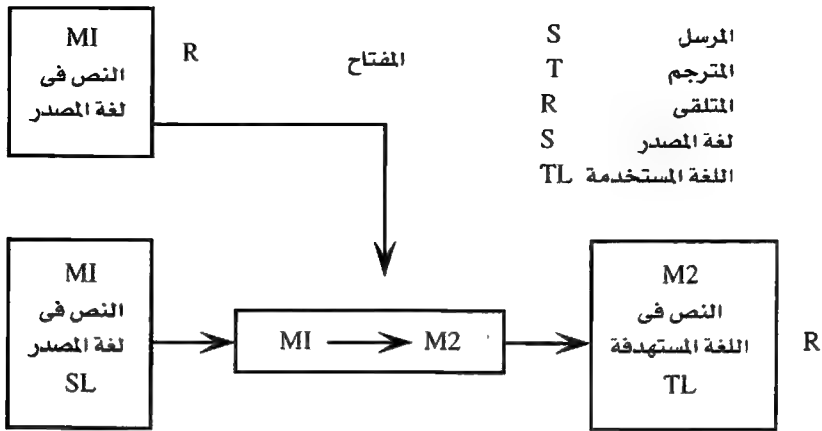 MI
النص فى
لغة المصدر
R
المفتاح
المرسل S
المترجم T
المتلقى R
لغة المصدر S
اللغة المستخدمة TL
MI
النص فى
لغة المصدر
SL
MI M2
M2
النص فى
اللغة المستهدفة
TL
R